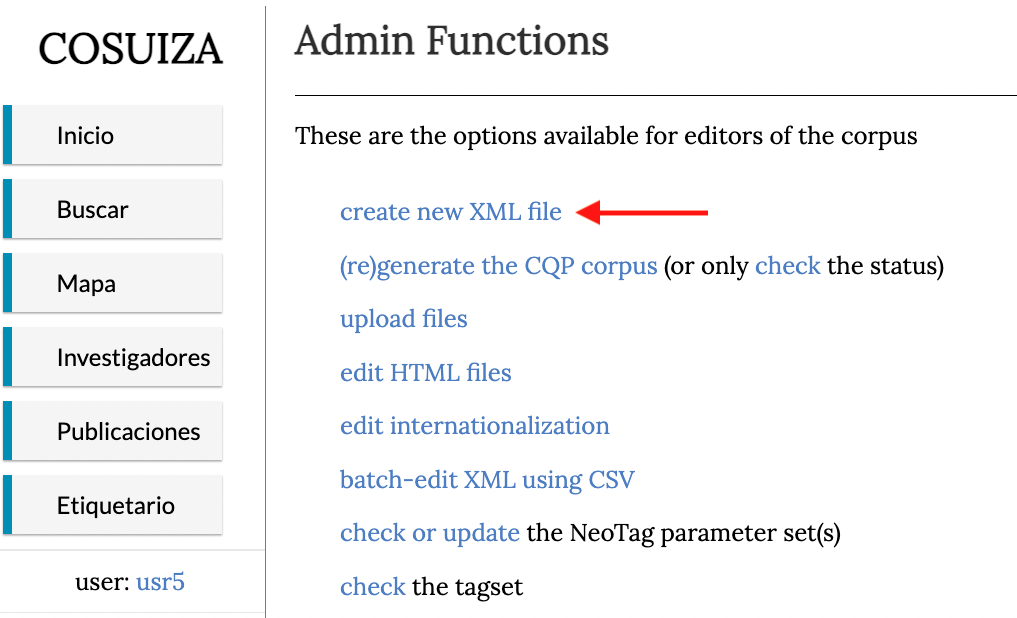 COSUIZA
Inicio
Buscar
Mapa
Investigadores
Publicaciones
Etiquetario
user: usr5
Admin Functions
These are the options available for editors of the corpus
create new XML file
(re)generate the CQP corpus (or only check the status)
upload files
edit HTML files
edit internationalization
batch-edit XML using CSV
check or update the NeoTag parameter set(s)
check the tagset